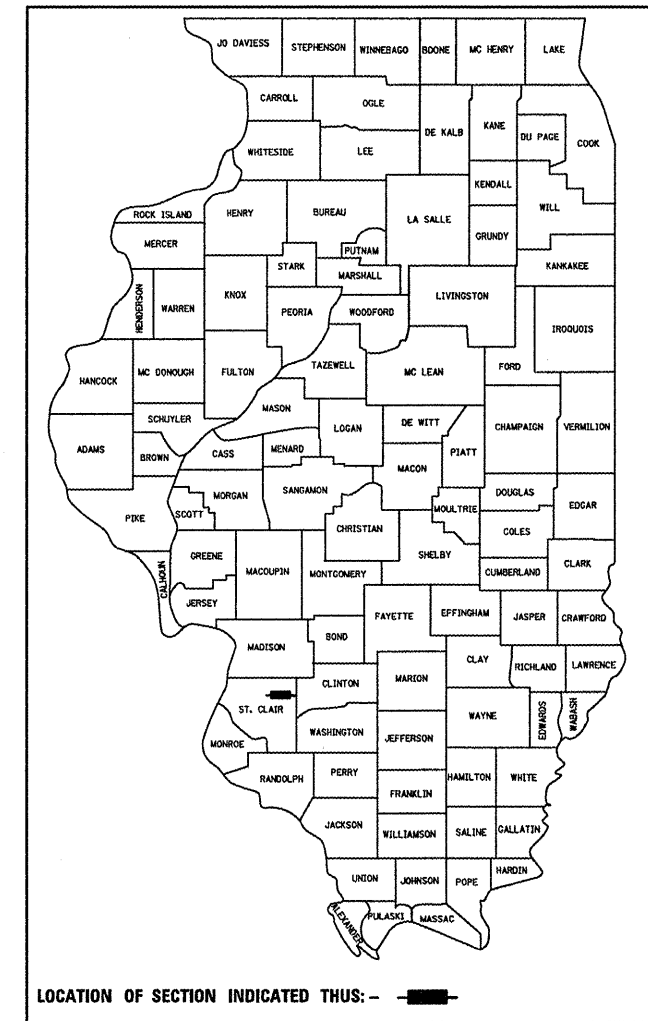 JO DAVIESS STEPHENSON WINNEBAGO BOONE MC HENRY LAKE
CARROLL OGLE DE KALB KANE DU PAGE COOK
WHITESIDE LEE
KENDALL
ROCK ISLAND HENRY BUREAU LA SALLE GRUNDY WILL
MERCER PUTNAM
STARK MARSHALL KANKAKEE
HENDERSON WARREN KNOX PEORIA WOODFORD LIVINGSTON
IROQUOIS
HANCOCK MC DONOUGH FULTON TAZEWELL MC LEAN FORD
MASON
SCHUYLER LOGAN DE WITT CHAMPAIGN VERMILION
ADAMS BROWN CASS MENARD MACON PIATT
MORGAN SANGAMON DOUGLAS
PIKE SCOTT CHRISTIAN MOULTRIE COLES EDGAR
GREENE SHELBY
CALHOUN MACOUPIN MONTGOMERY CUMBERLAND CLARK
JERSEY FAYETTE EFFINGHAM JASPER CRAWFORD
MADISON BOND
CLAY RICHLAND LAWRENCE
CLINTON MARION
ST. CLAIR WAYNE EDWARDS WABASH
WASHINGTON JEFFERSON
MONROE
RANDOLPH PERRY HAMILTON WHITE
FRANKLIN
JACKSON WILLIAMSON SALINE GALLATIN
UNION JOHNSON POPE HARDIN
ALEXANDER PULASKI MASSAC
LOCATION OF SECTION INDICATED THUS: -